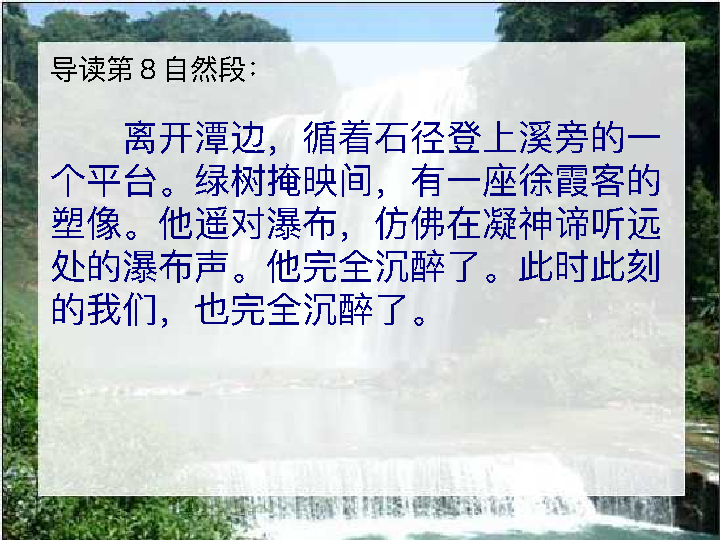 导读第8自然段：
离开潭边，循着石径登上溪旁的一
个平台。绿树掩映间，有一座徐霞客的
塑像。他遥对瀑布，仿佛在凝神谛听远
处的瀑布声。他完全沉醉了。此时此刻
的我们，也完全沉醉了。